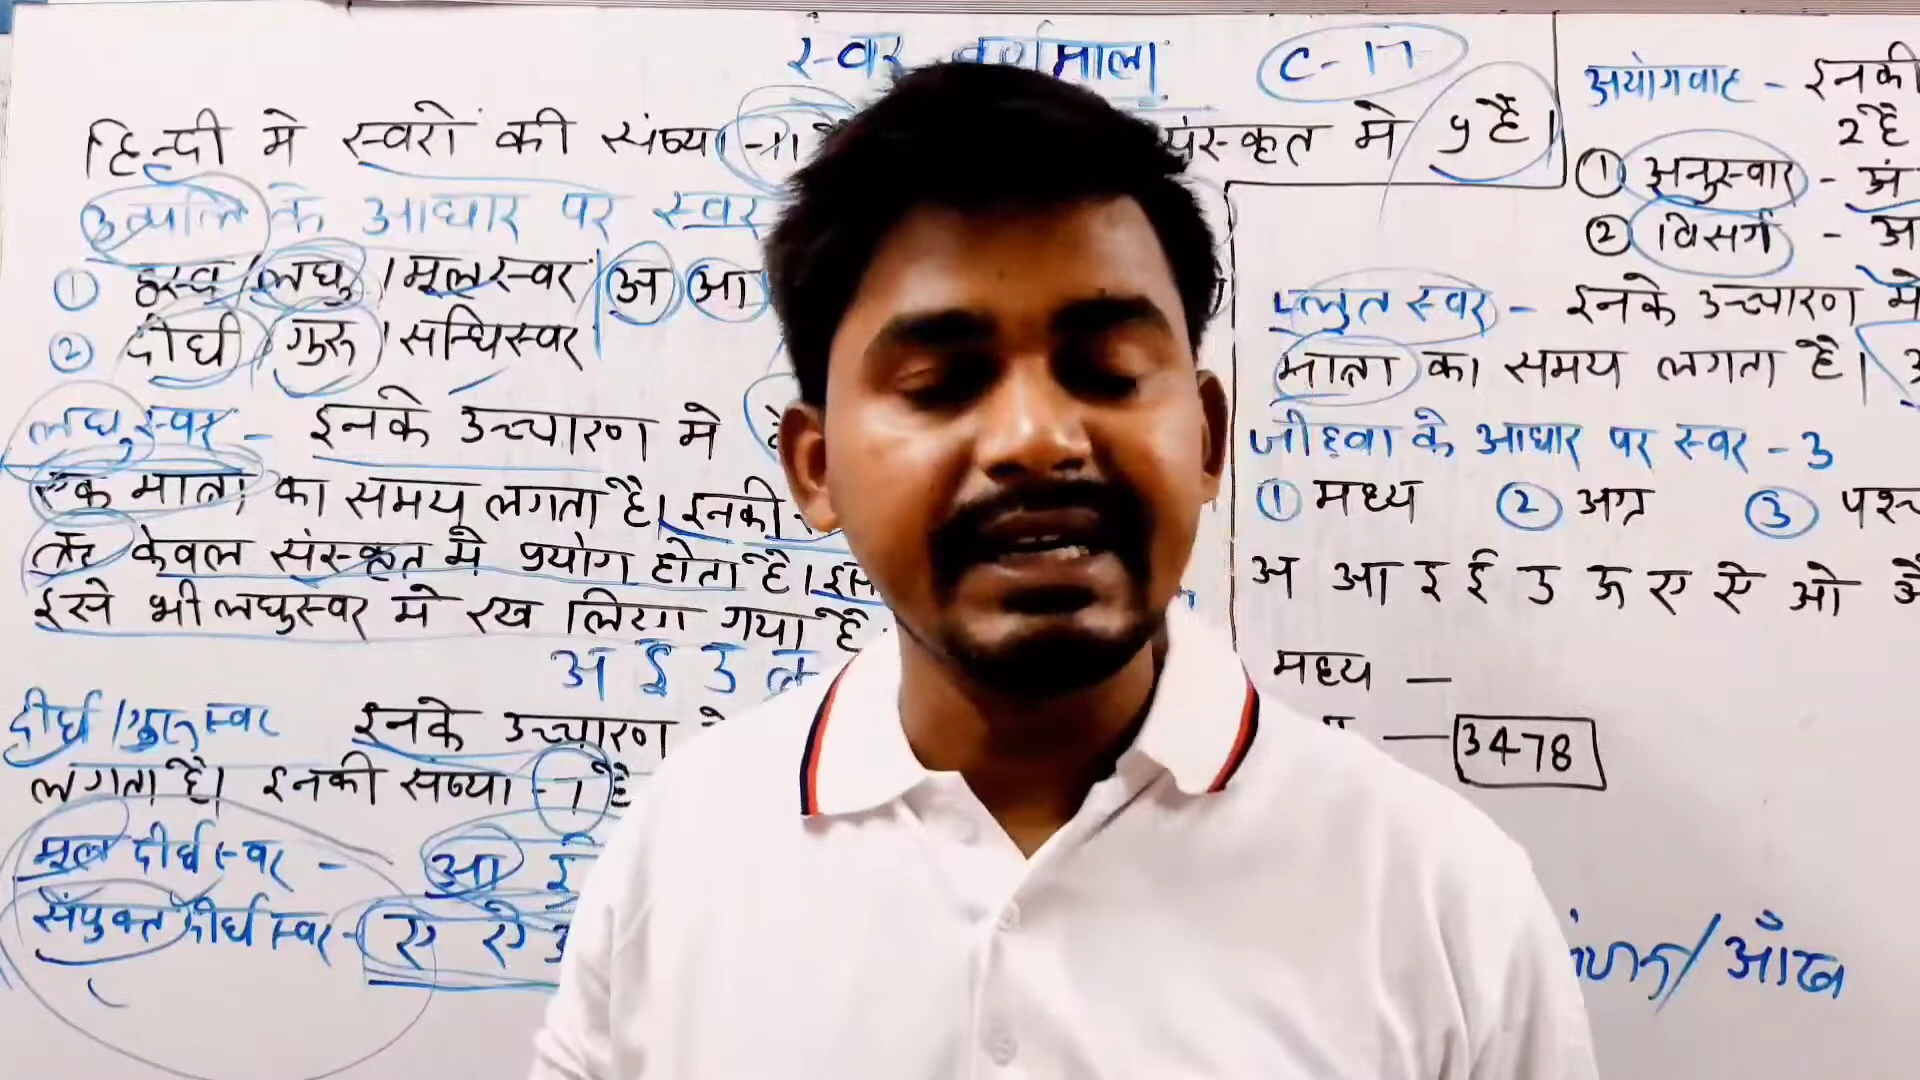 स्वर वर्णमाला C-17
हिन्दी मे स्वरों की संख्या -11 संस्कृत मे 9 है।
उत्पत्ति के आधार पर स्वर
① ह्रस्व/लघु/मूलस्वर अ आ
② दीर्घ/गुरू/सन्धिस्वर
लघु स्वर - इनके उच्चारण मे
एक मात्रा का समय लगता है। इनकी
केवल संस्कृत मे प्रयोग होता है।
इसे भी लघुस्वर मे रख लिया गया है
अ इ उ
दीर्घ/गुरू स्वर इनके उच्चारण
लगता है। इनकी संख्या -7 है
मूल दीर्घ स्वर - आ ई
संयुक्त दीर्घ स्वर - ए ऐ
अयोगवाह - इनकी
2 है
① अनुस्वार - अं
② विसर्ग - अ
प्लुत स्वर - इनके उच्चारण मे
मात्रा का समय लगता है।
जीह्वा के आधार पर स्वर - 3
① मध्य ② अग्र ③ पश्च
अ आ इ ई उ ऊ ए ऐ ओ औ
मध्य —
— 3478
/ आँख